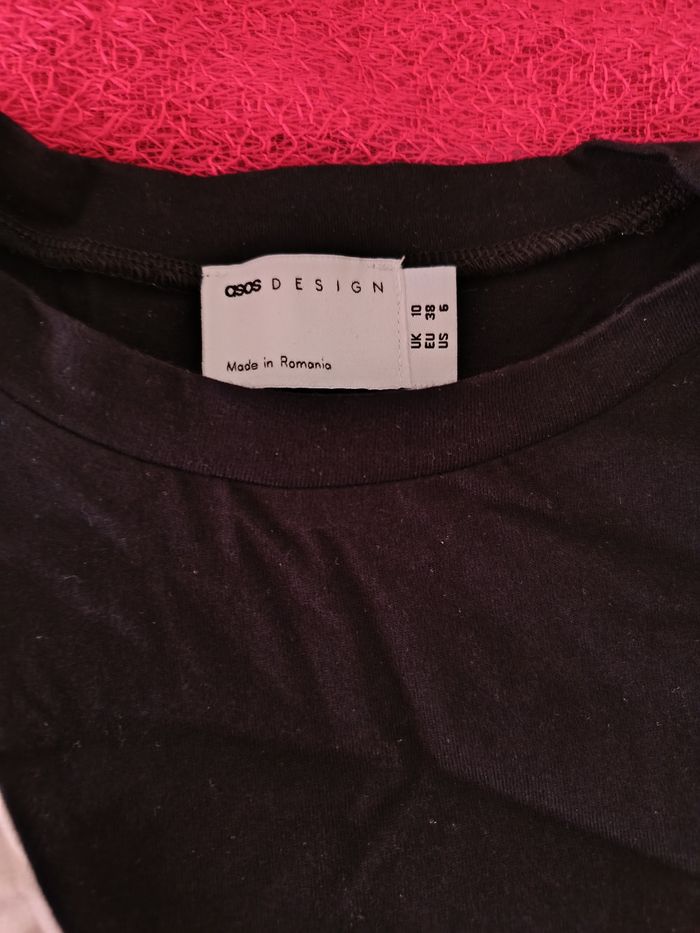 asos DESIGN
Made in Romania
UK 10
EU 38
US 6